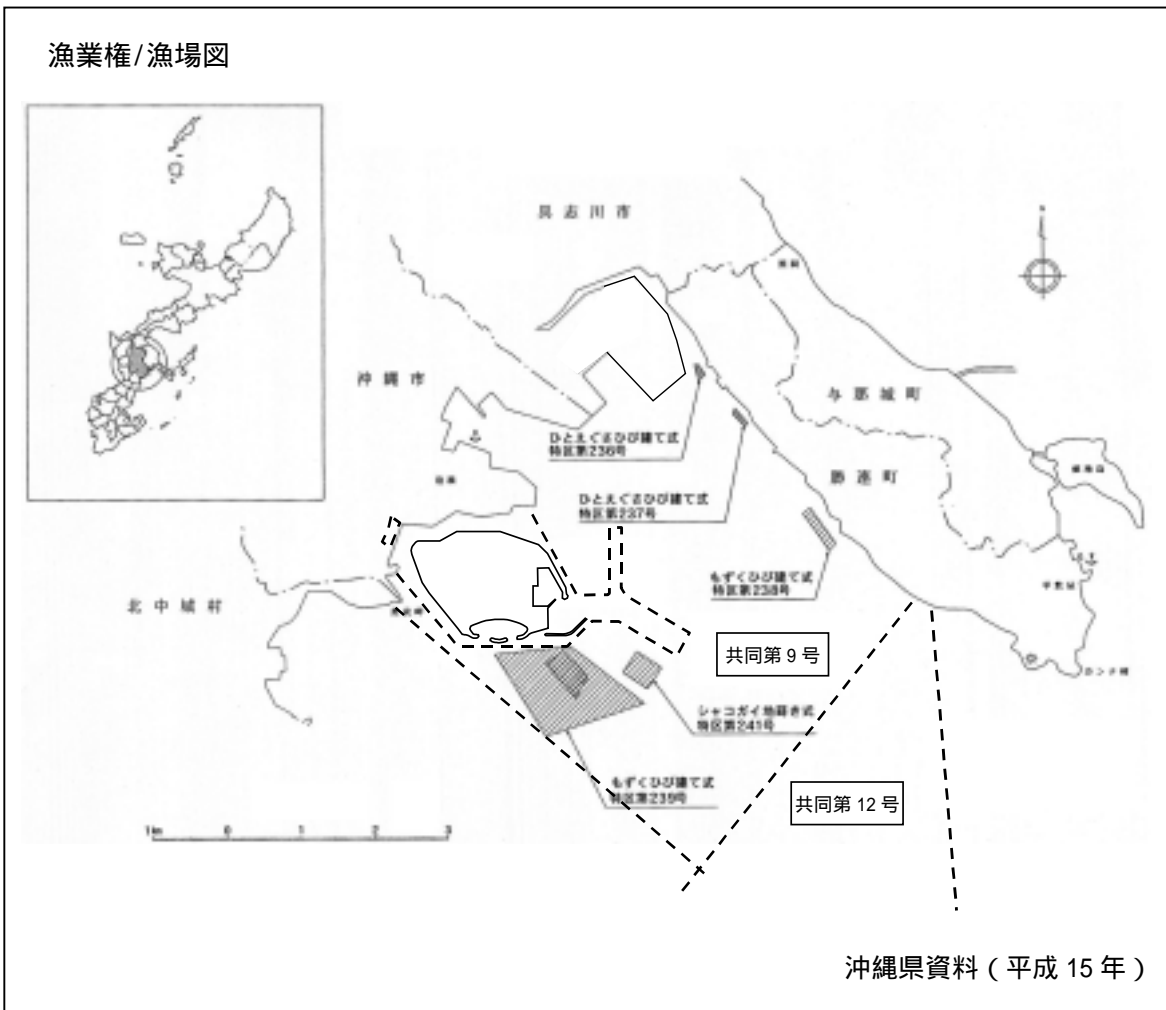 漁業権/漁場図
具志川市
沖縄市
与那城町
勝連町
北中城村
ひとえぐさひび建て式
特区第236号
ひとえぐさひび建て式
特区第237号
もずくひび建て式
特区第238号
共同第9号
シャコガイ地蒔き式
特区第241号
もずくひび建て式
特区第239号
共同第12号
1km 0 1 2 3
沖縄県資料(平成15年)